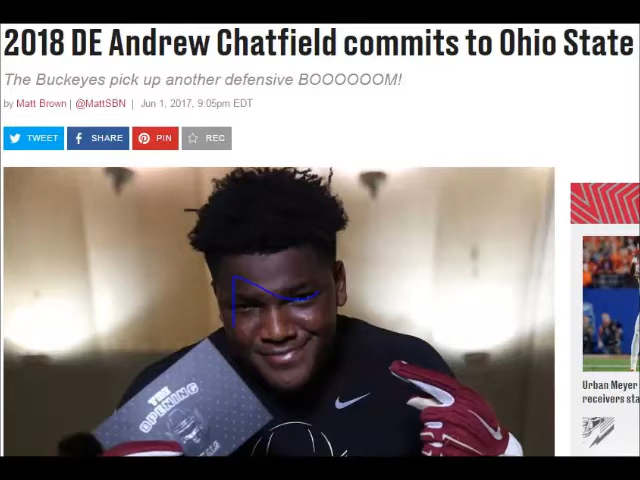 2018 DE Andrew Chatfield commits to Ohio State
The Buckeyes pick up another defensive BOOOOOOM!
by Matt Brown | @MattSBN | Jun 1, 2017, 9:05pm EDT
TWEET SHARE PIN REC
THE
OPENING
Urban Meyer
receivers sta